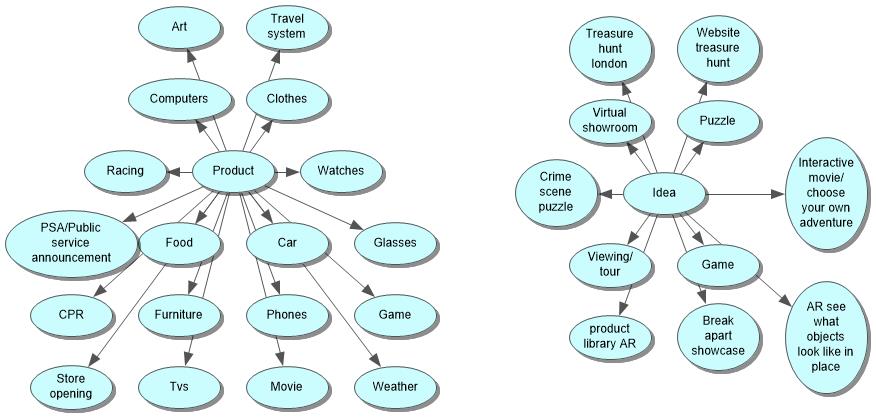 Art
Travel
system
Computers
Clothes
Racing
Product
Watches
PSA/Public
service
announcement
Food
Car
Glasses
CPR
Furniture
Phones
Game
Store
opening
Tvs
Movie
Weather
Treasure
hunt
london
Website
treasure
hunt
Virtual
showroom
Puzzle
Crime
scene
puzzle
Idea
Interactive
movie/
choose
your own
adventure
Viewing/
tour
Game
product
library AR
Break
apart
showcase
AR see
what
objects
look like in
place